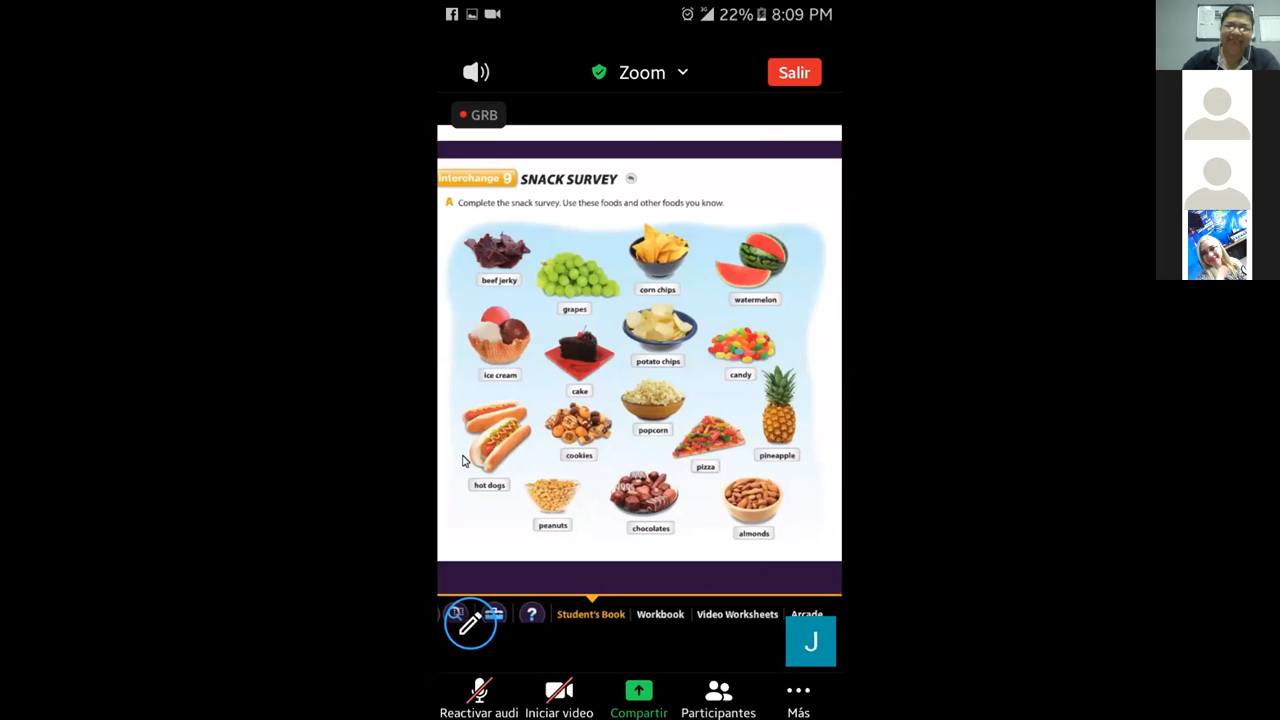 22% 8:09 PM
Zoom
Salir
GRB
interchange 9 SNACK SURVEY
A Complete the snack survey. Use these foods and other foods you know.
beef jerky
grapes
corn chips
watermelon
ice cream
cake
potato chips
candy
hot dogs
cookies
popcorn
pizza
pineapple
peanuts
chocolates
almonds
? Student's Book Workbook Video Worksheets Arcade
J
Reactivar audi Iniciar video Compartir Participantes Más